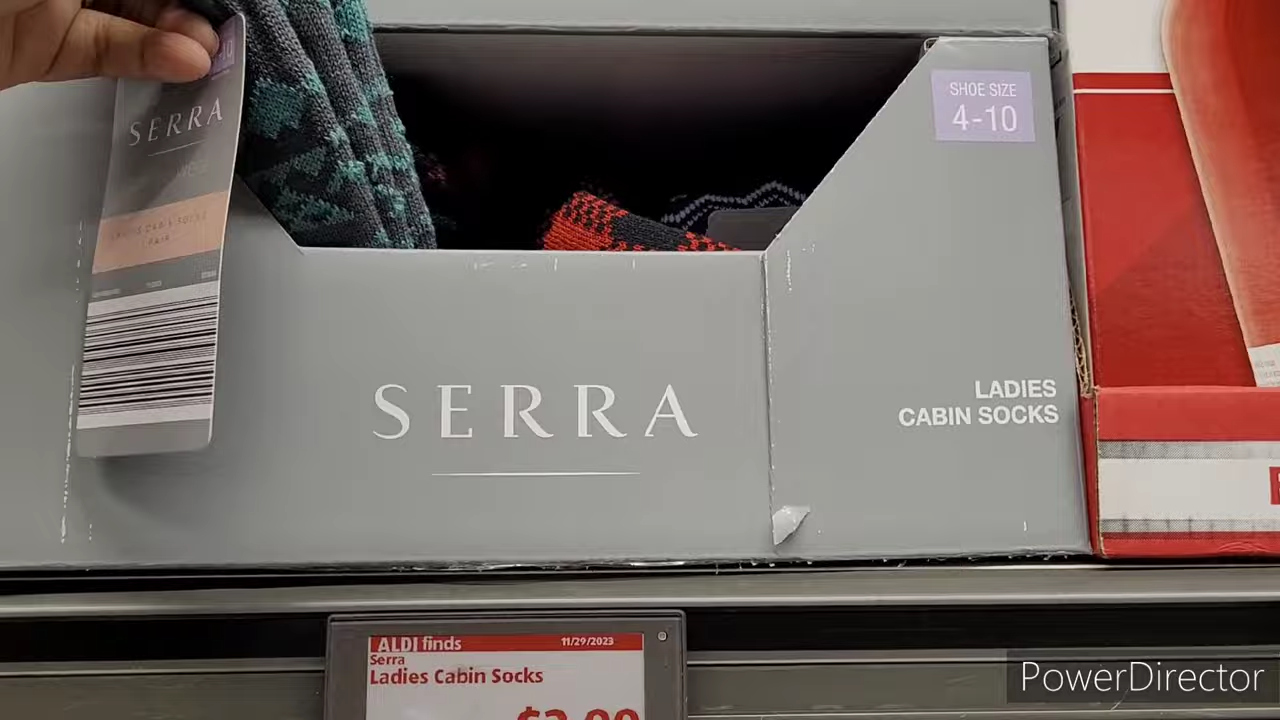 SERRA
SHOE SIZE
4-10
SERRA
LADIES
CABIN SOCKS
ALDI finds 11/29/2023
Serra
Ladies Cabin Socks
PowerDirector